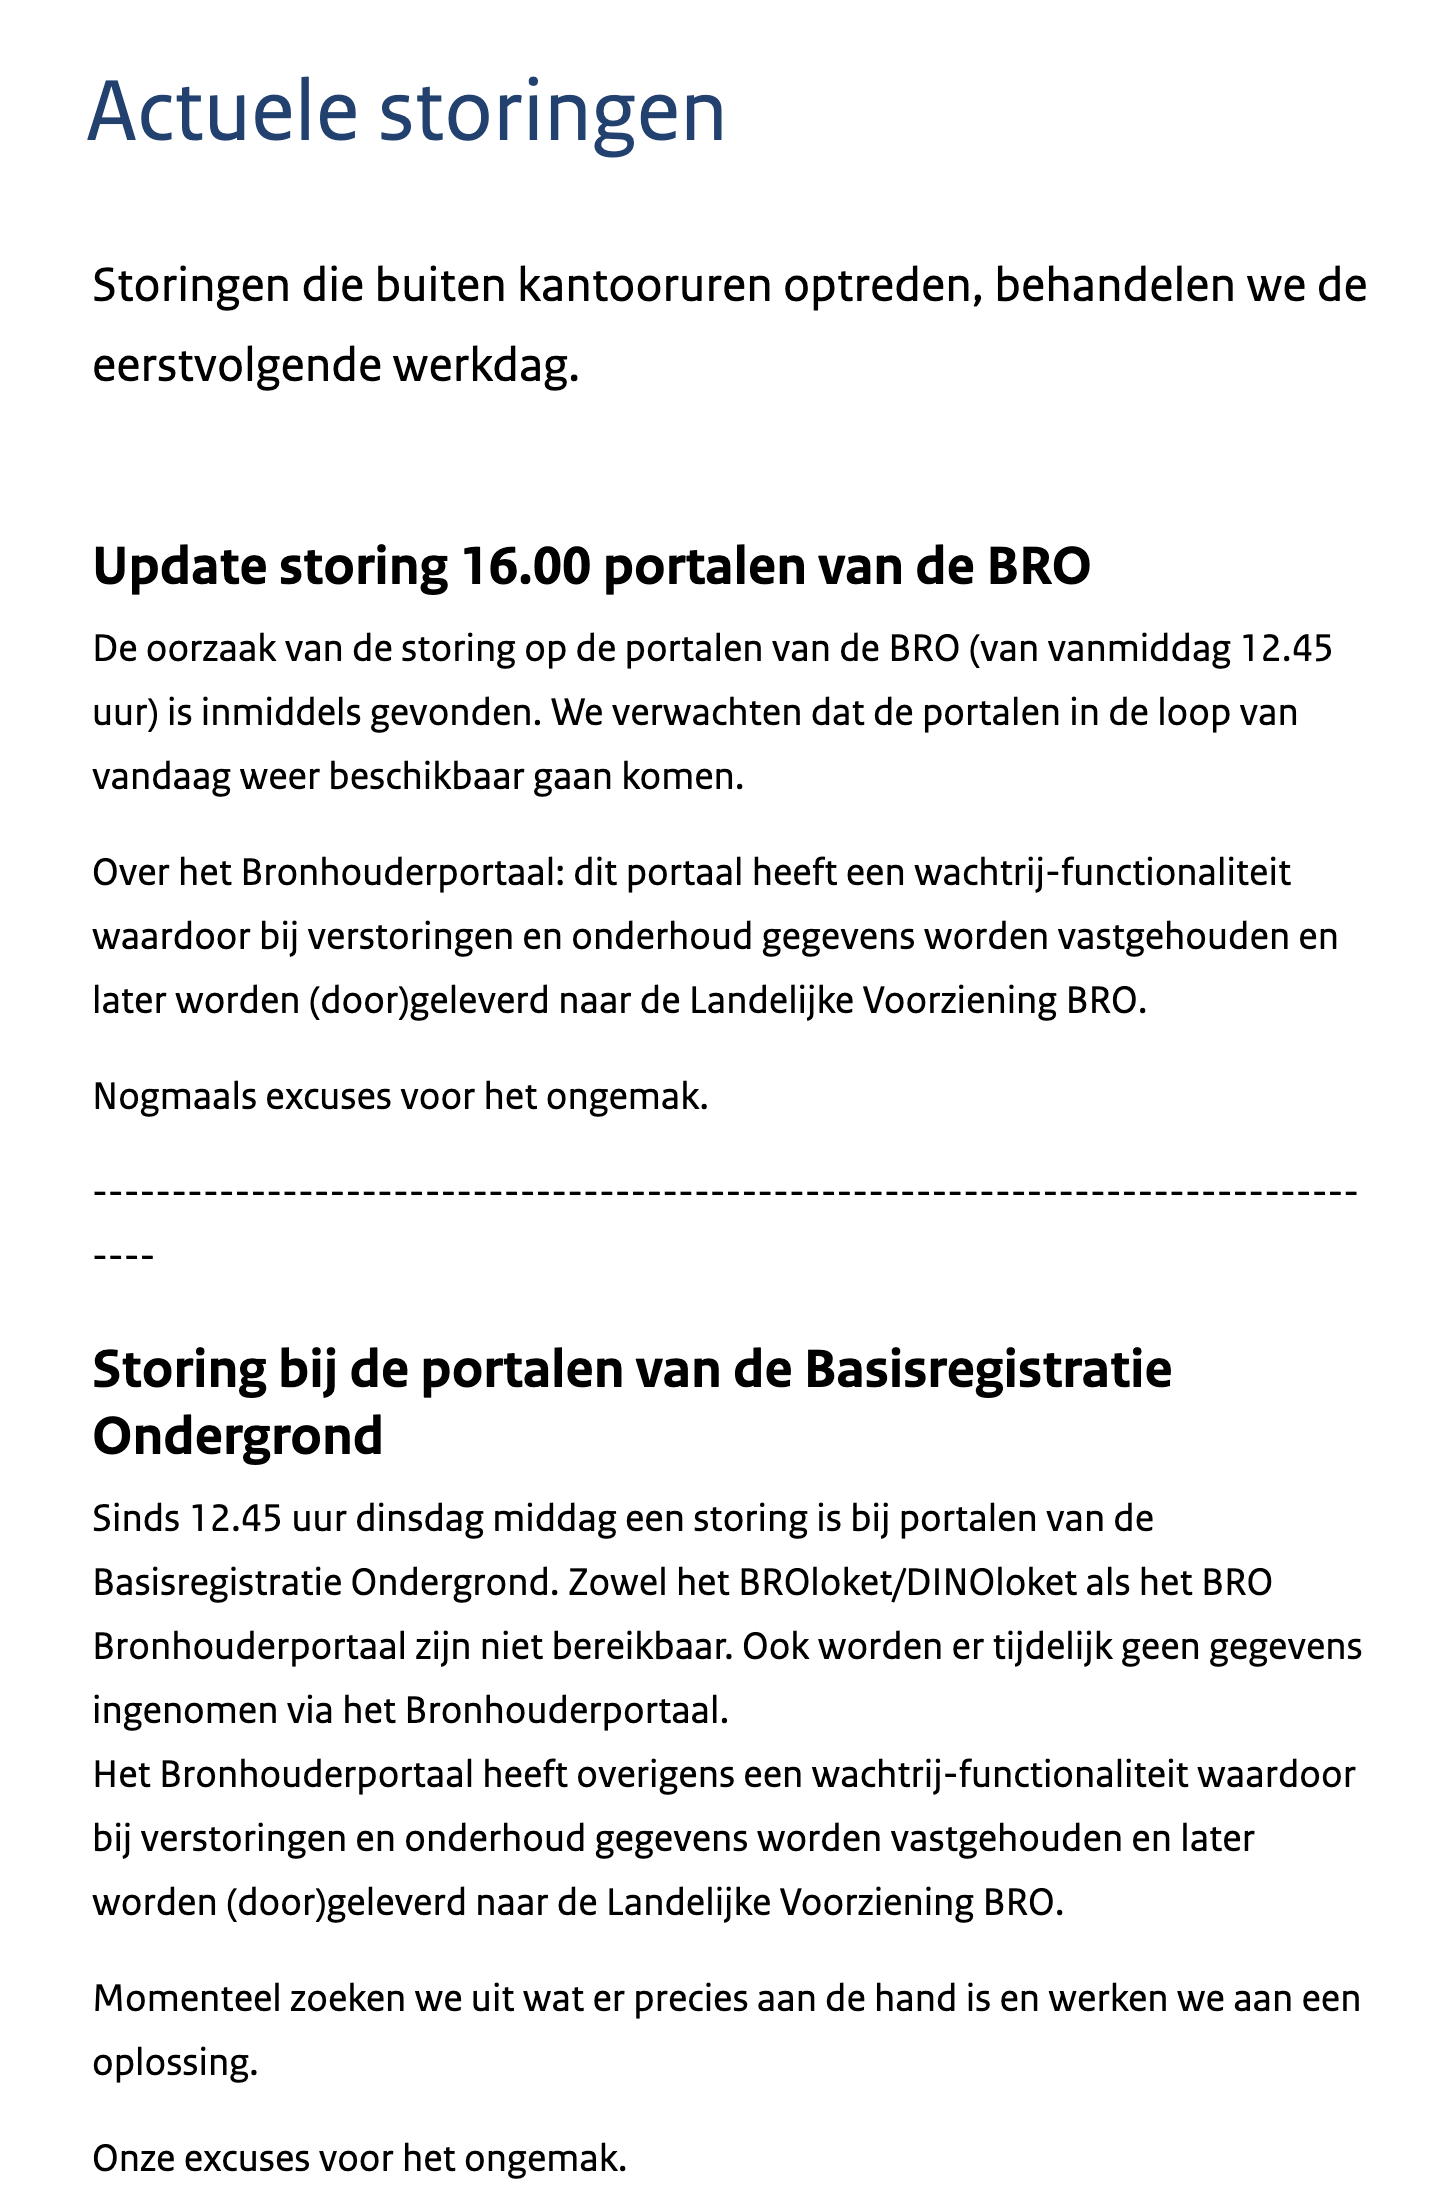 Actuele storingen
Storingen die buiten kantooruren optreden, behandelen we de
eerstvolgende werkdag.
Update storing 16.00 portalen van de BRO
De oorzaak van de storing op de portalen van de BRO (van vanmiddag 12.45
uur) is inmiddels gevonden. We verwachten dat de portalen in de loop van
vandaag weer beschikbaar gaan komen.
Over het Bronhouderportaal: dit portaal heeft een wachtrij-functionaliteit
waardoor bij verstoringen en onderhoud gegevens worden vastgehouden en
later worden (door)geleverd naar de Landelijke Voorziening BRO.
Nogmaals excuses voor het ongemak.
--------------------------------------------------------------------------------
----
Storing bij de portalen van de Basisregistratie
Ondergrond
Sinds 12.45 uur dinsdag middag een storing is bij portalen van de
Basisregistratie Ondergrond. Zowel het BROloket/DINOloket als het BRO
Bronhouderportaal zijn niet bereikbaar. Ook worden er tijdelijk geen gegevens
ingenomen via het Bronhouderportaal.
Het Bronhouderportaal heeft overigens een wachtrij-functionaliteit waardoor
bij verstoringen en onderhoud gegevens worden vastgehouden en later
worden (door)geleverd naar de Landelijke Voorziening BRO.
Momenteel zoeken we uit wat er precies aan de hand is en werken we aan een
oplossing.
Onze excuses voor het ongemak.